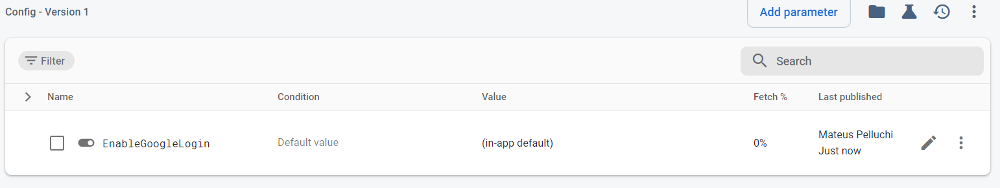 Config - Version 1
Add parameter
Filter
Search
Name Condition Value Fetch % Last published
EnableGoogleLogin Default value (in-app default) 0% Mateus Pelluchi
Just now